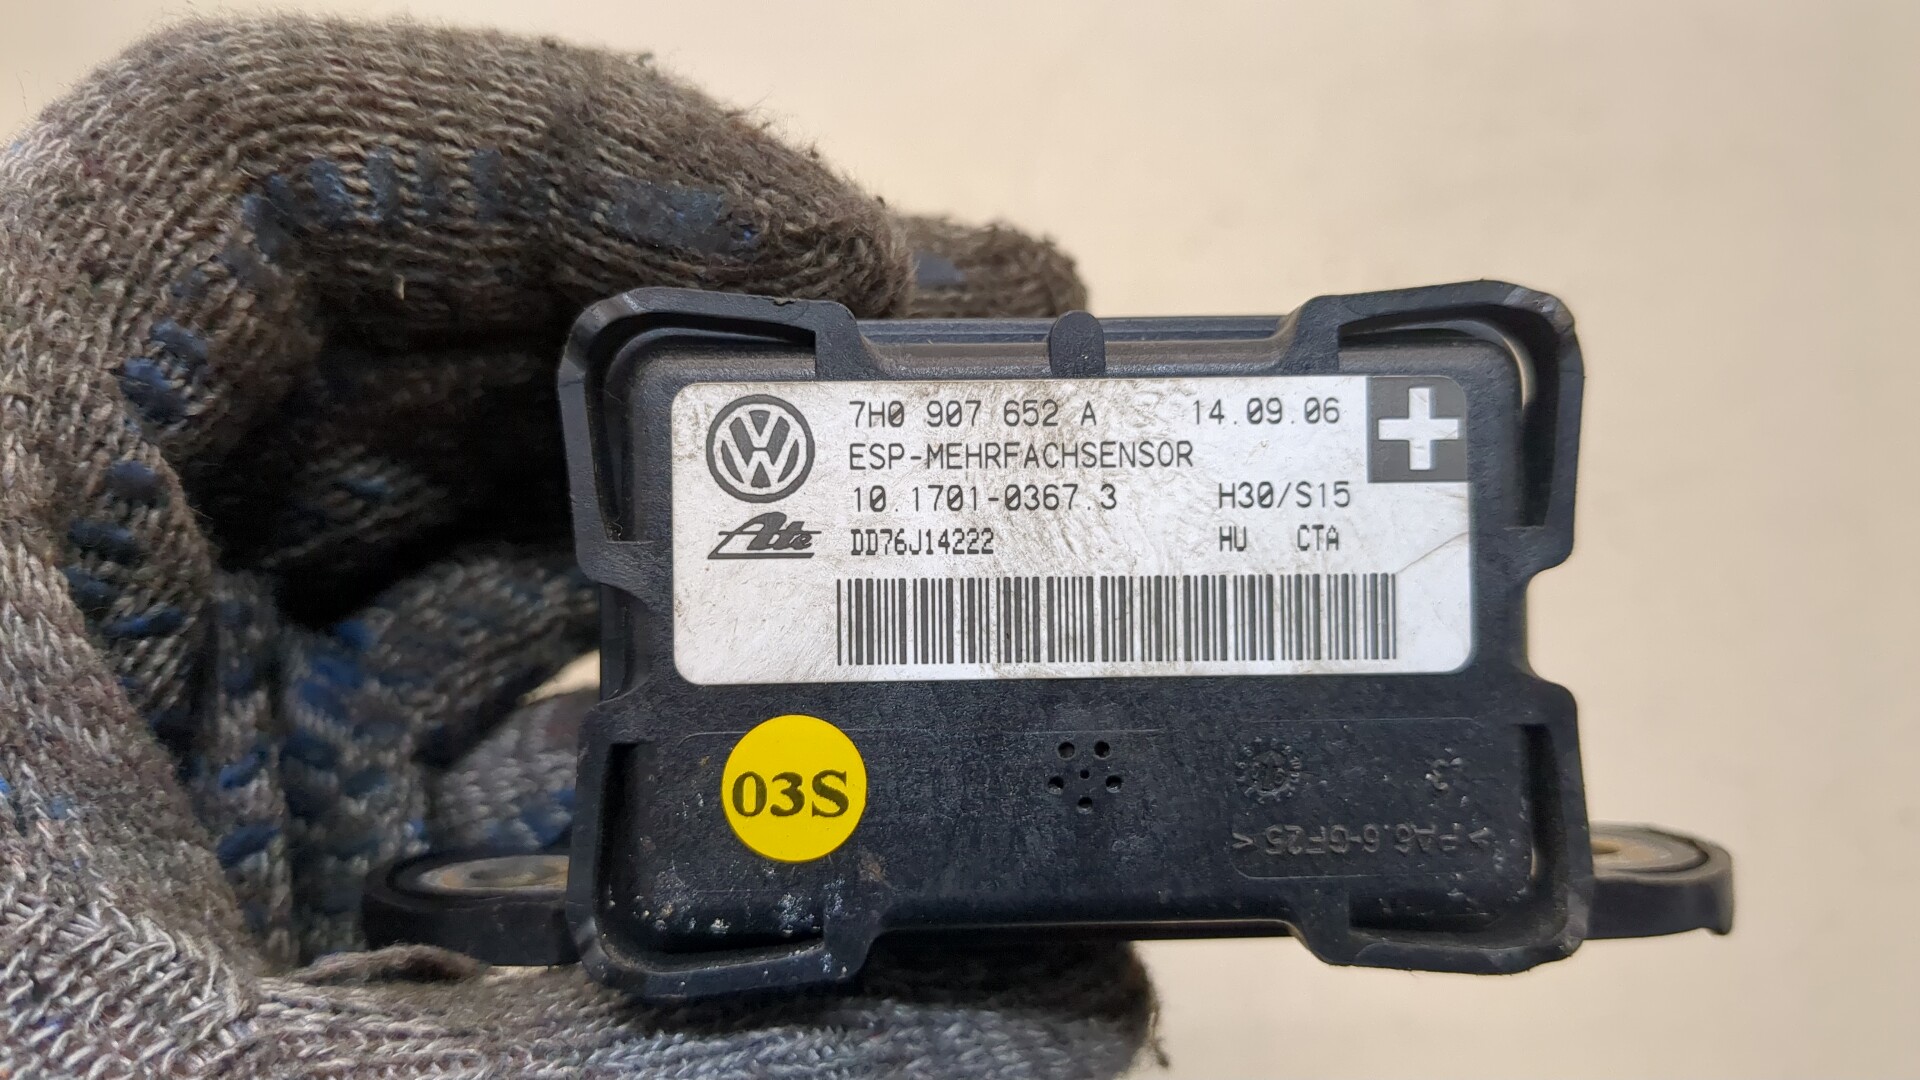 7H0 907 652 A 14.09.06
ESP-MEHRFACHSENSOR
10.1701-0367.3 H30/S15
Ate DD76J14222 HU CTA
03S
>PA6.6-GF25<